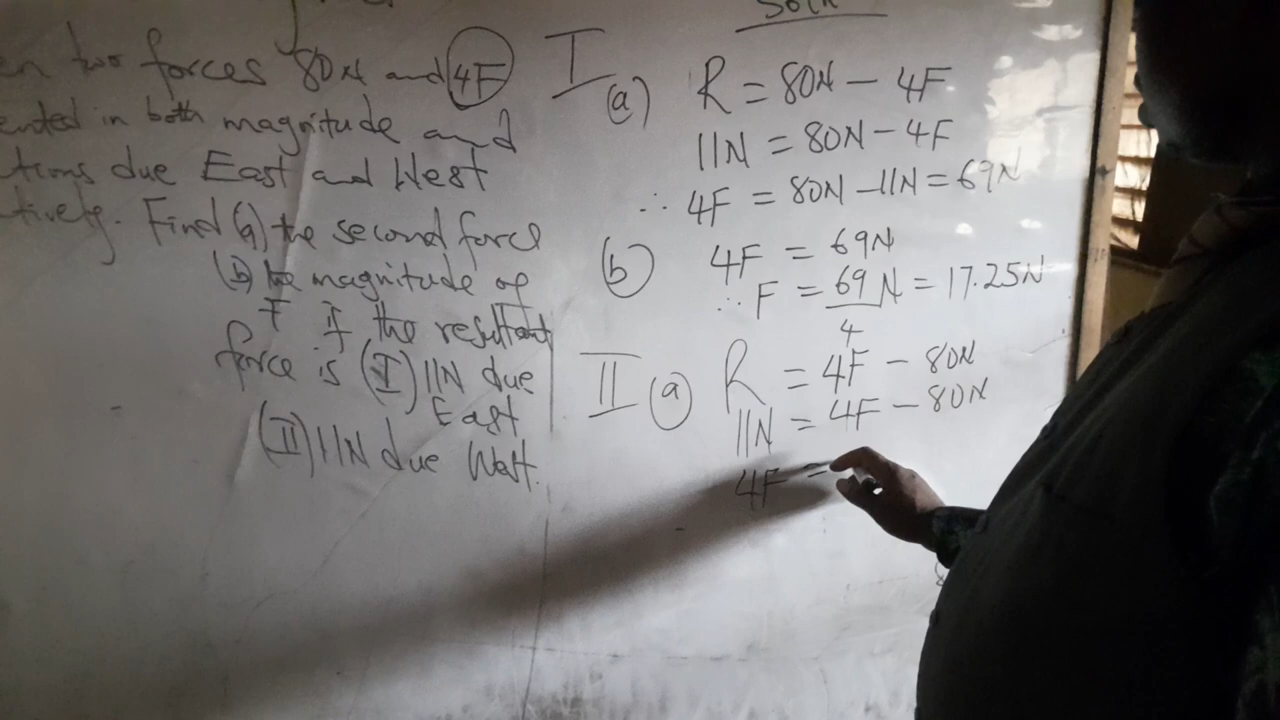 Soln
en two forces 80N and 4F
ented in both magnitude and
tions due East and West
tively. Find (a) the second force
(b) the magnitude of
F if the resultant
force is (I) 11N due
East
(II) 11N due West.
I
(a) R = 80N - 4F
11N = 80N - 4F
∴ 4F = 80N - 11N = 69N
(b) 4F = 69N
∴ F = 69/4 N = 17.25N
II (a) R = 4F - 80N
11N = 4F - 80N
4F =